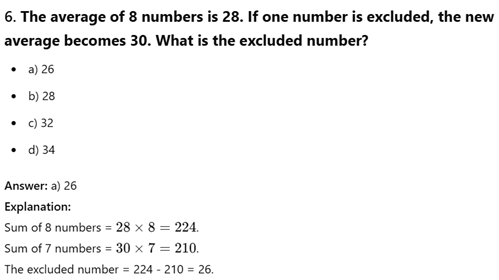 6. The average of 8 numbers is 28. If one number is excluded, the new
average becomes 30. What is the excluded number?
• a) 26
• b) 28
• c) 32
• d) 34
Answer: a) 26
Explanation:
Sum of 8 numbers = 28 × 8 = 224.
Sum of 7 numbers = 30 × 7 = 210.
The excluded number = 224 - 210 = 26.